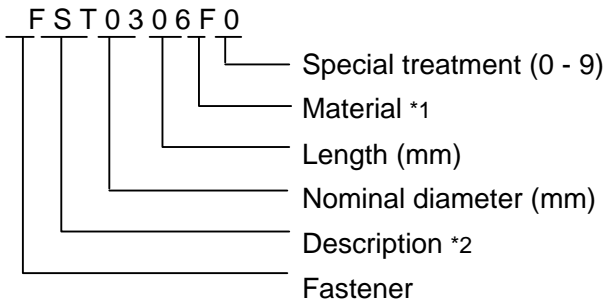 F S T 0 3 0 6 F 0
Special treatment (0 - 9)
Material *1
Length (mm)
Nominal diameter (mm)
Description *2
Fastener